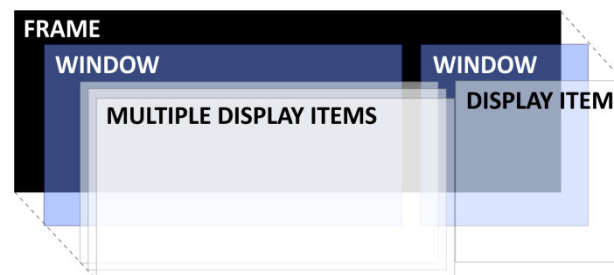 FRAME
WINDOW
WINDOW
MULTIPLE DISPLAY ITEMS
DISPLAY ITEM